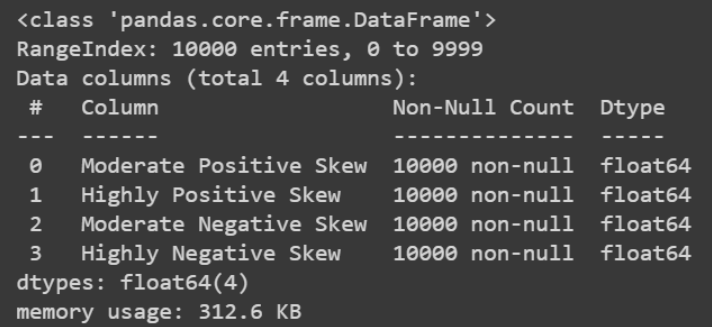 <class 'pandas.core.frame.DataFrame'>
RangeIndex: 10000 entries, 0 to 9999
Data columns (total 4 columns):
 #   Column                  Non-Null Count  Dtype
---  ------                  --------------  -----
 0   Moderate Positive Skew  10000 non-null  float64
 1   Highly Positive Skew    10000 non-null  float64
 2   Moderate Negative Skew  10000 non-null  float64
 3   Highly Negative Skew    10000 non-null  float64
dtypes: float64(4)
memory usage: 312.6 KB